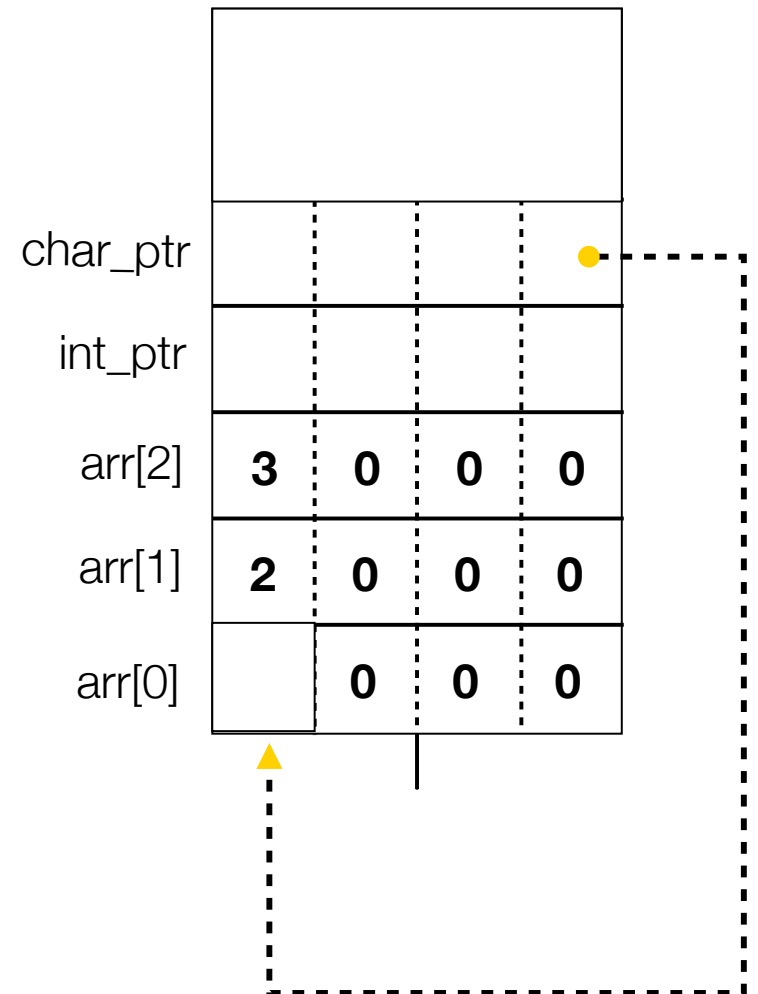 char_ptr
int_ptr
arr[2] 3 0 0 0
arr[1] 2 0 0 0
arr[0] 0 0 0